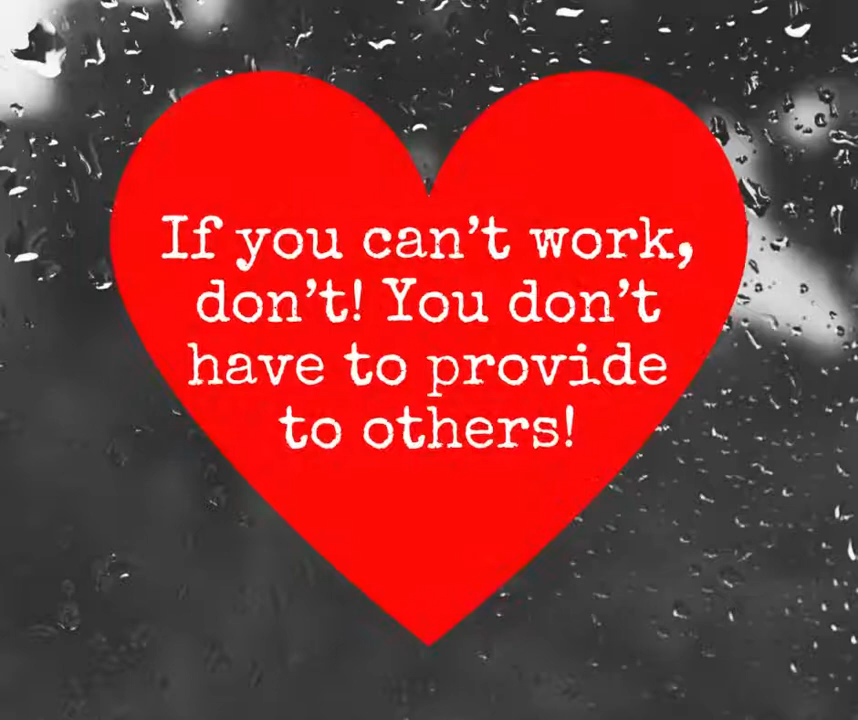 If you can’t work,
don’t! You don’t
have to provide
to others!